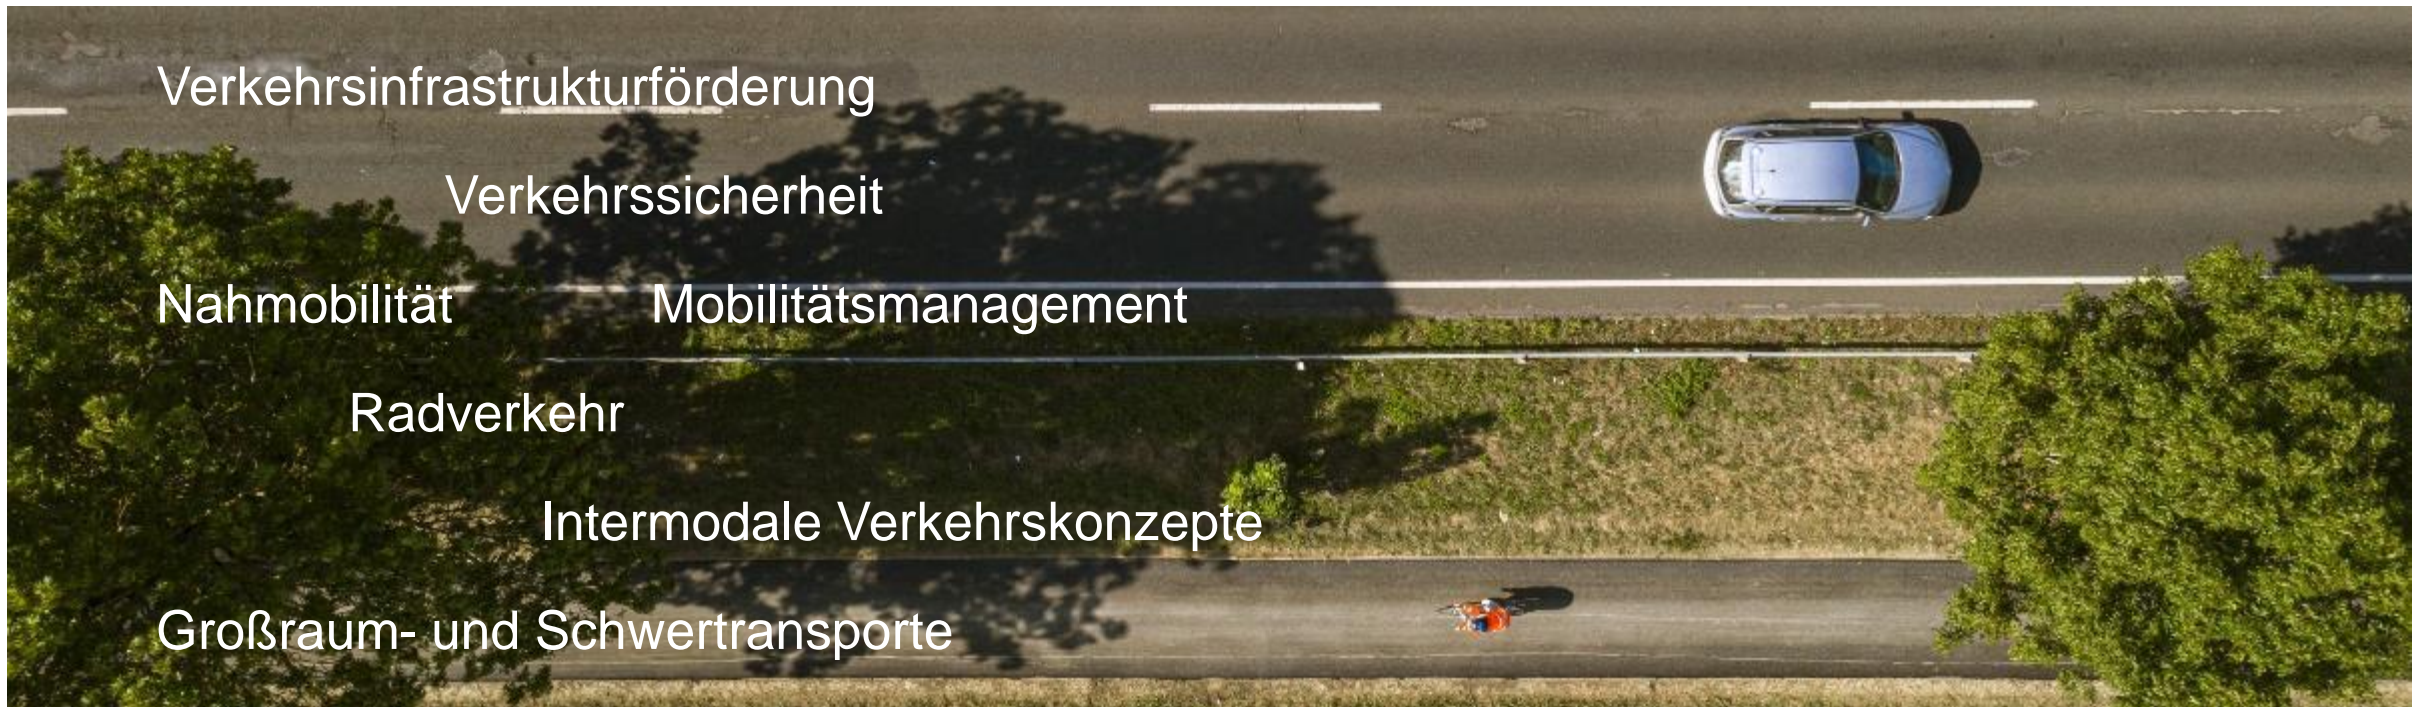 Verkehrsinfrastrukturförderung
Verkehrssicherheit
Nahmobilität Mobilitätsmanagement
Radverkehr
Intermodale Verkehrskonzepte
Großraum- und Schwertransporte